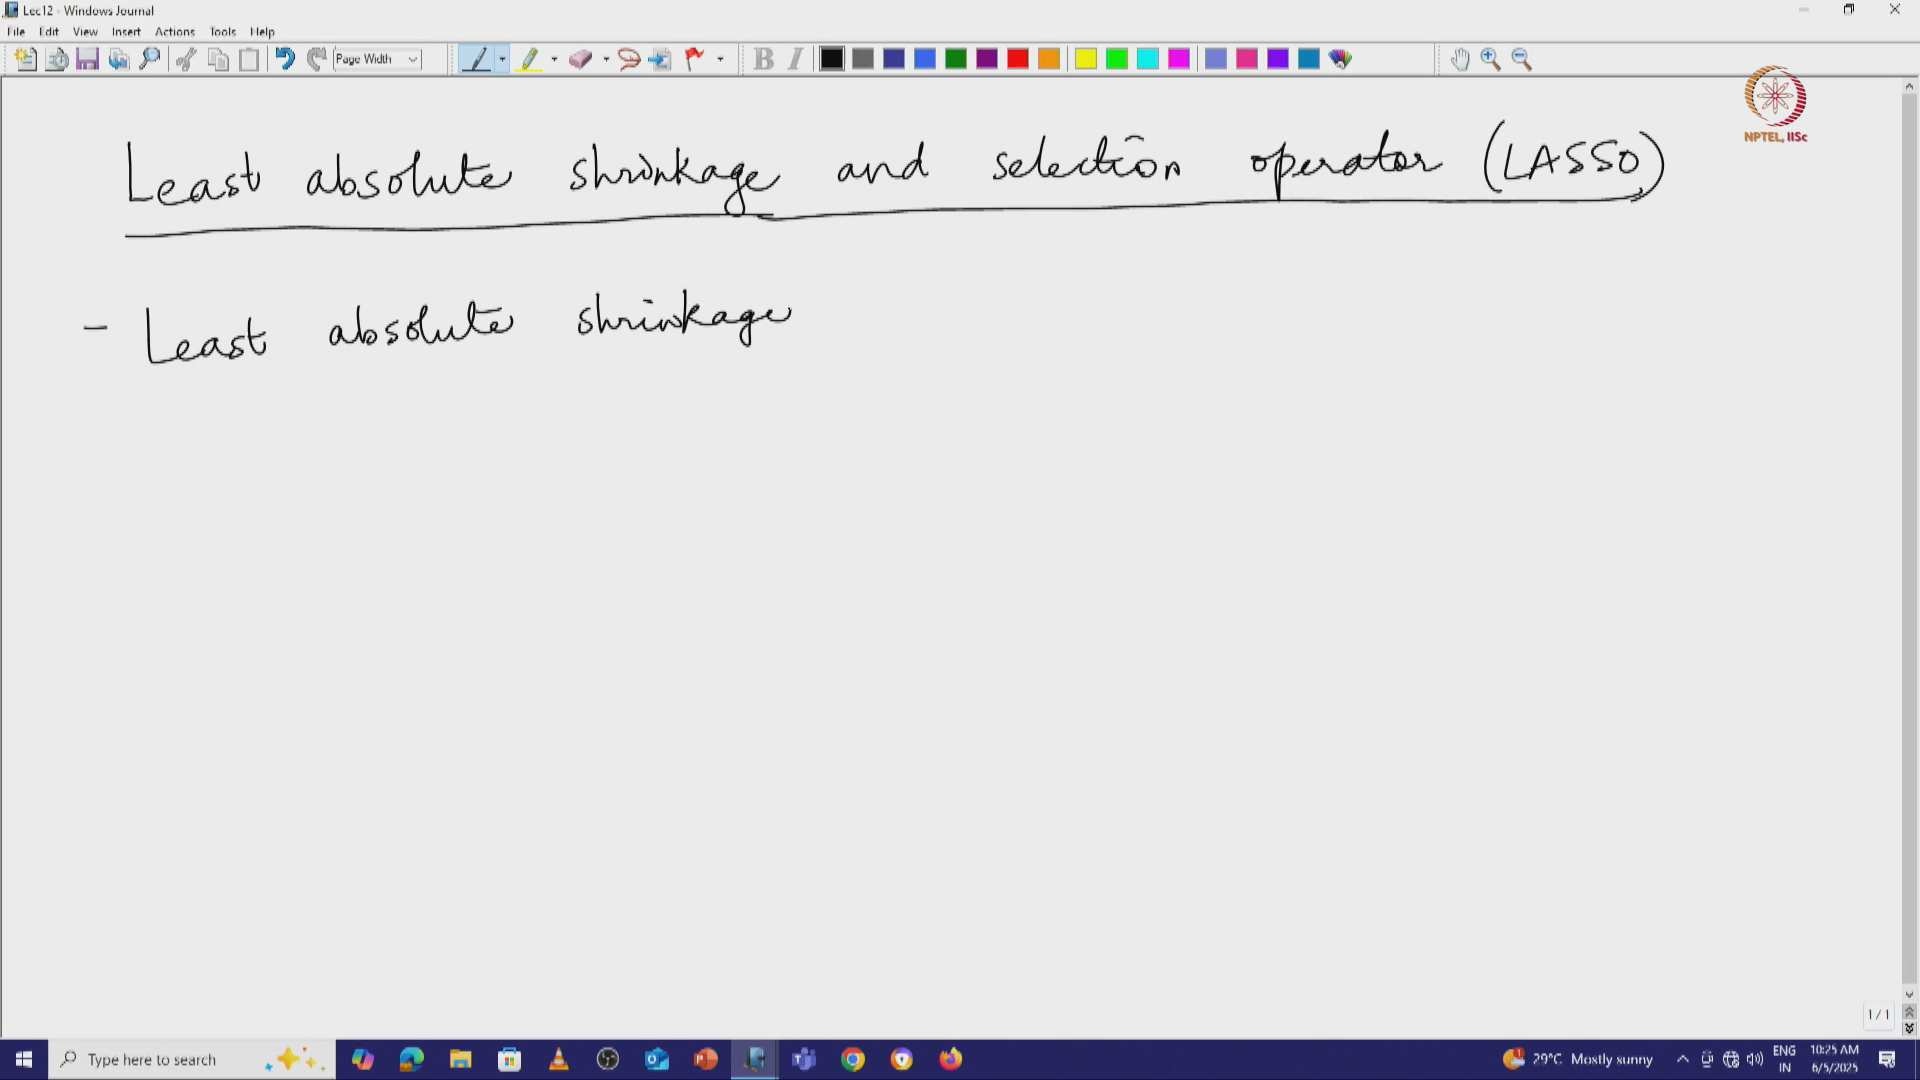 Lec12 - Windows Journal
File Edit View Insert Actions Tools Help
Page Width
B I
NPTEL, IISc
Least absolute shrinkage and selection operator (LASSO)
- Least absolute shrinkage
1 / 1
Type here to search
29°C Mostly sunny
ENG
IN
10:25 AM
6/5/2025